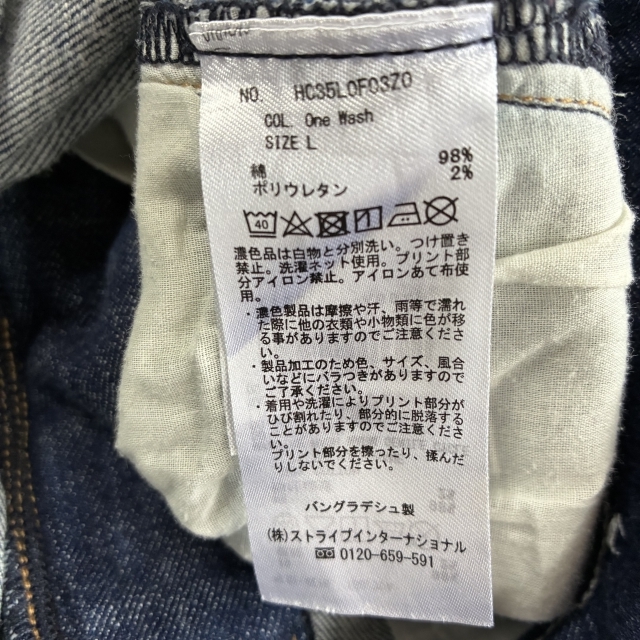 NO. HC35L0F03Z0
COL. One Wash
SIZE L
綿 98%
ポリウレタン 2%
40
濃色品は白物と分別洗い。つけ置き
禁止。洗濯ネット使用。プリント部
分アイロン禁止。アイロンあて布使
用。
・濃色製品は摩擦や汗、雨等で濡れ
た際に他の衣類や小物類に色が移
る事がありますのでご注意くださ
い。
・製品加工のため色、サイズ、風合
いなどにバラつきがありますので
ご了承ください。
・着用や洗濯によりプリント部分が
ひび割れたり、部分的に脱落する
ことがありますのでご注意くださ
い。
プリント部分を擦ったり、揉んだ
りしないでください。
バングラデシュ製
(株)ストライプインターナショナル
0120-659-591